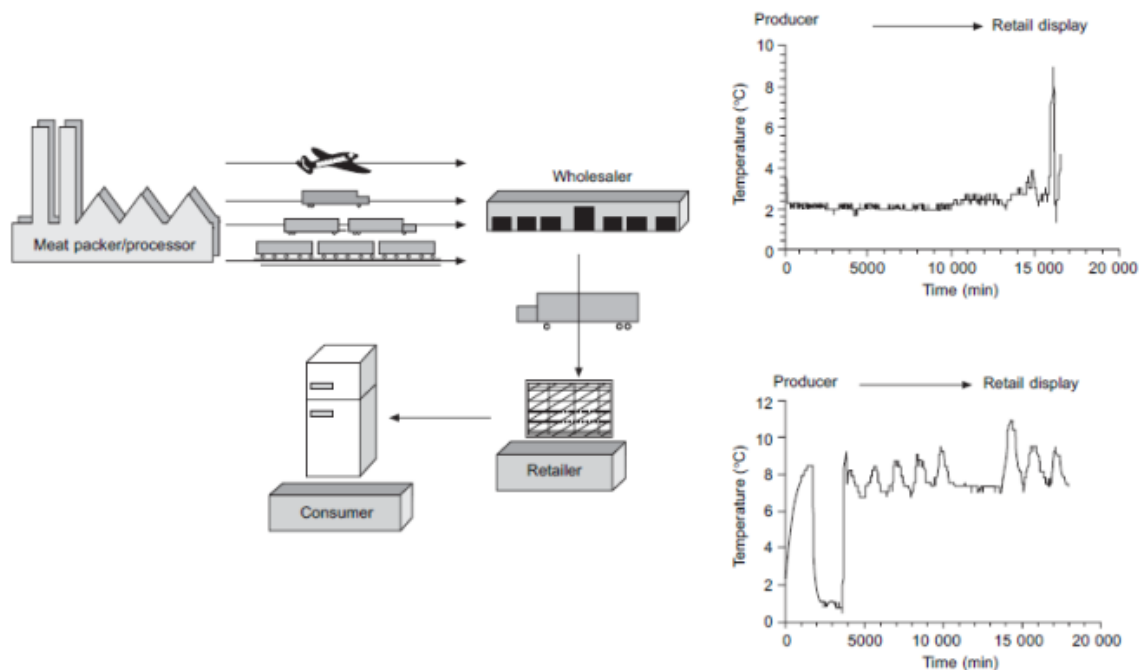 Meat packer/processor
Wholesaler
Retailer
Consumer
Producer Retail display
Temperature (°C)
10
8
6
4
2
0
0 5000 10 000 15 000 20 000
Time (min)
Producer Retail display
Temperature (°C)
12
10
8
6
4
2
0
0 5000 10 000 15 000 20 000
Time (min)